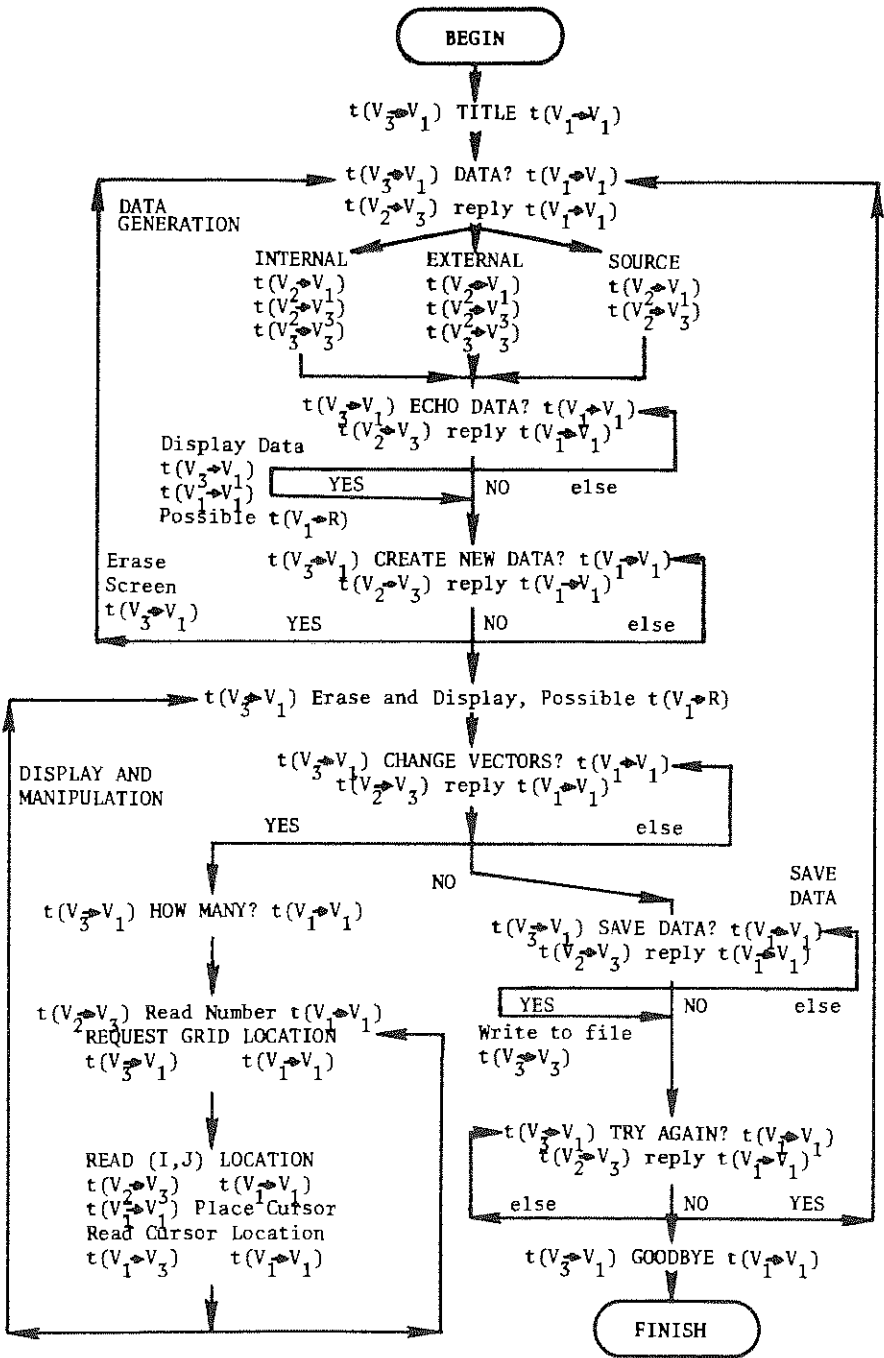 BEGIN
t(V₃→V₁) TITLE t(V₁→V₁)
t(V₃→V₁) DATA? t(V₁→V₁)
t(V₂→V₃) reply t(V₁→V₁)
DATA
GENERATION
INTERNAL EXTERNAL SOURCE
t(V₂→V₁) t(V₂→V₁) t(V₂→V₁)
t(V₂→V₃) t(V₂→V₃) t(V₂→V₃)
t(V₃→V₃) t(V₃→V₃)
t(V₃→V₁) ECHO DATA? t(V₁→V₁)
t(V₂→V₃) reply t(V₁→V₁)
Display Data
t(V₃→V₁)
t(V₁→V₁)
Possible t(V₁→R)
YES NO else
t(V₃→V₁) CREATE NEW DATA? t(V₁→V₁)
t(V₂→V₃) reply t(V₁→V₁)
Erase
Screen
t(V₃→V₁)
YES NO else
t(V₃→V₁) Erase and Display, Possible t(V₁→R)
t(V₃→V₁) CHANGE VECTORS? t(V₁→V₁)
t(V₂→V₃) reply t(V₁→V₁)
DISPLAY AND
MANIPULATION
YES else
NO
t(V₃→V₁) HOW MANY? t(V₁→V₁)
t(V₂→V₃) Read Number t(V₁→V₁)
REQUEST GRID LOCATION
t(V₃→V₁) t(V₁→V₁)
READ (I,J) LOCATION
t(V₂→V₃) t(V₁→V₁)
t(V₁→V₁) Place Cursor
Read Cursor Location
t(V₁→V₃) t(V₁→V₁)
SAVE
DATA
t(V₃→V₁) SAVE DATA? t(V₁→V₁)
t(V₂→V₃) reply t(V₁→V₁)
YES NO else
Write to file
t(V₃→V₃)
t(V₃→V₁) TRY AGAIN? t(V₁→V₁)
t(V₂→V₃) reply t(V₁→V₁)
else NO YES
t(V₃→V₁) GOODBYE t(V₁→V₁)
FINISH